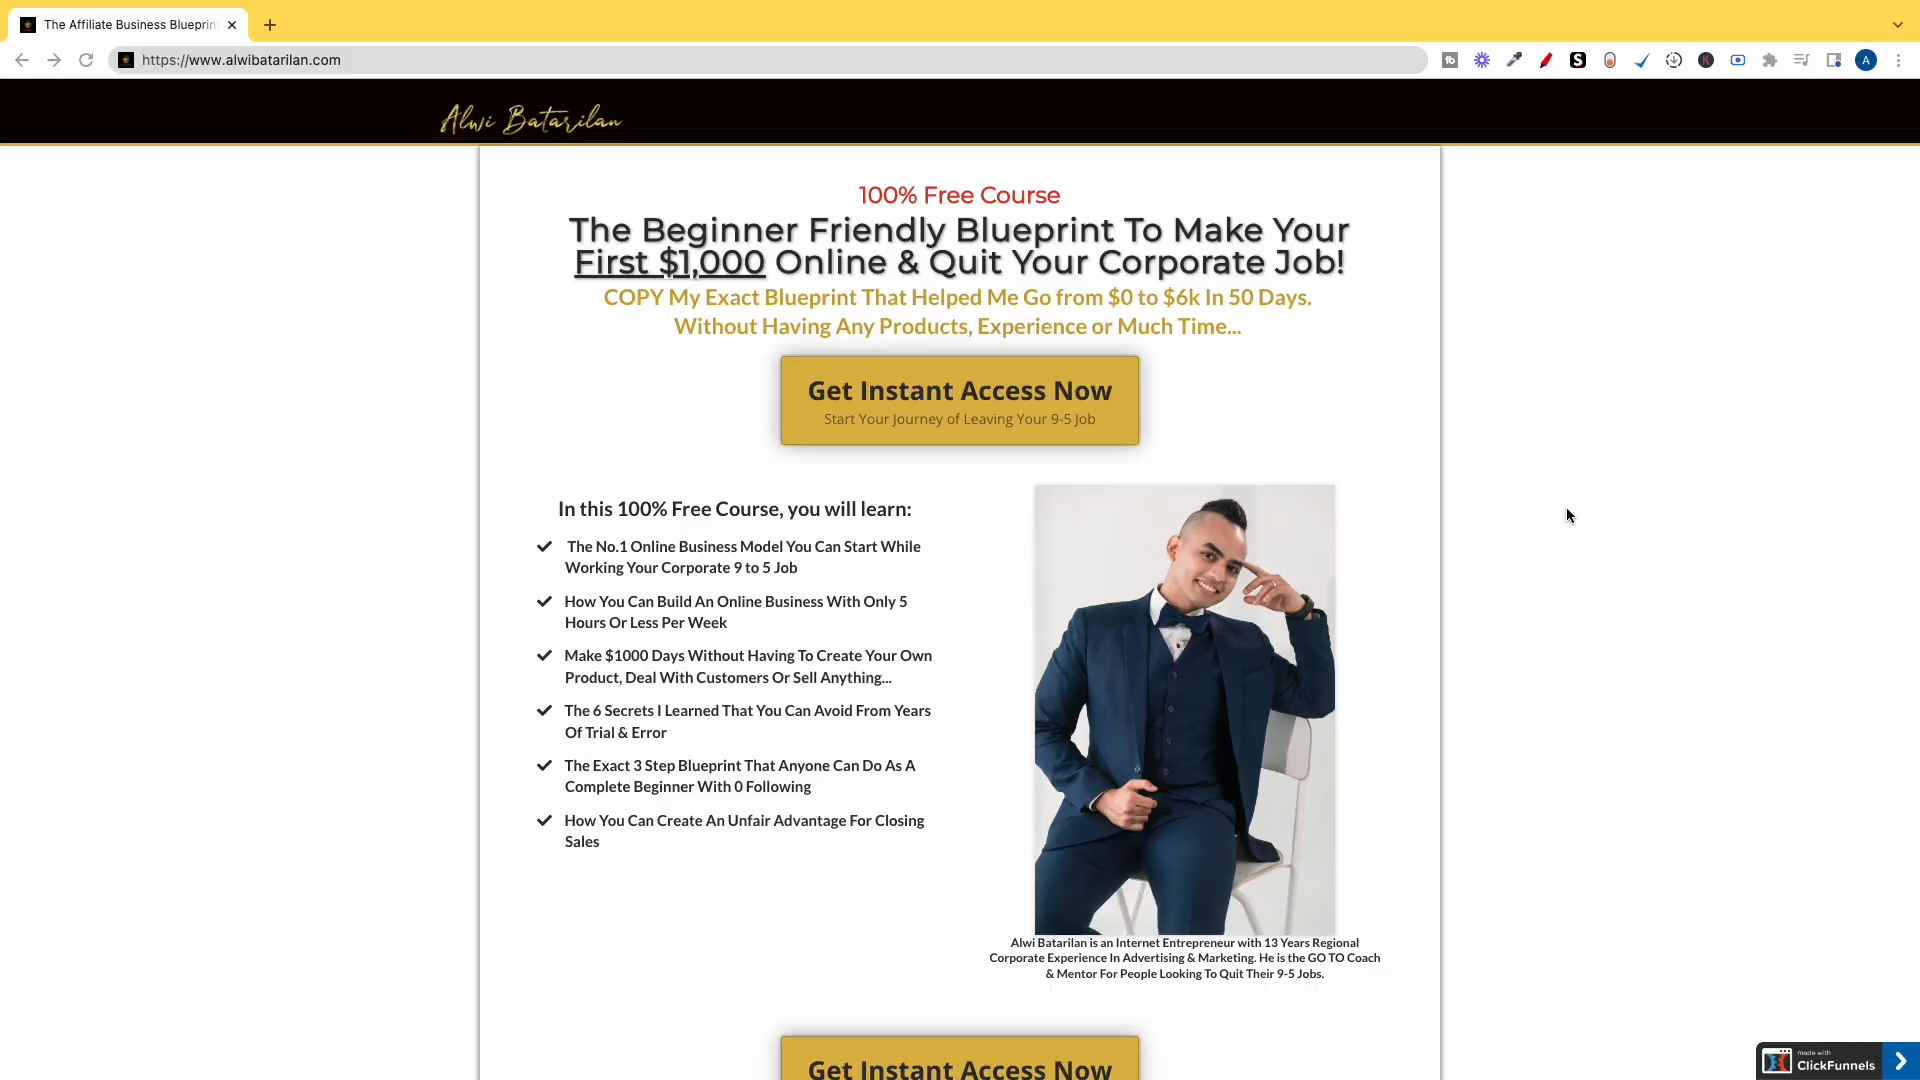 The Affiliate Business Blueprin
https://www.alwibatarilan.com
Alwi Batarilan
100% Free Course
The Beginner Friendly Blueprint To Make Your
First $1,000 Online & Quit Your Corporate Job!
COPY My Exact Blueprint That Helped Me Go from $0 to $6k In 50 Days.
Without Having Any Products, Experience or Much Time...
Get Instant Access Now
Start Your Journey of Leaving Your 9-5 Job
In this 100% Free Course, you will learn:
The No.1 Online Business Model You Can Start While
Working Your Corporate 9 to 5 Job
How You Can Build An Online Business With Only 5
Hours Or Less Per Week
Make $1000 Days Without Having To Create Your Own
Product, Deal With Customers Or Sell Anything...
The 6 Secrets I Learned That You Can Avoid From Years
Of Trial & Error
The Exact 3 Step Blueprint That Anyone Can Do As A
Complete Beginner With 0 Following
How You Can Create An Unfair Advantage For Closing
Sales
Alwi Batarilan is an Internet Entrepreneur with 13 Years Regional
Corporate Experience In Advertising & Marketing. He is the GO TO Coach
& Mentor For People Looking To Quit Their 9-5 Jobs.
Get Instant Access Now
made with
ClickFunnels
A